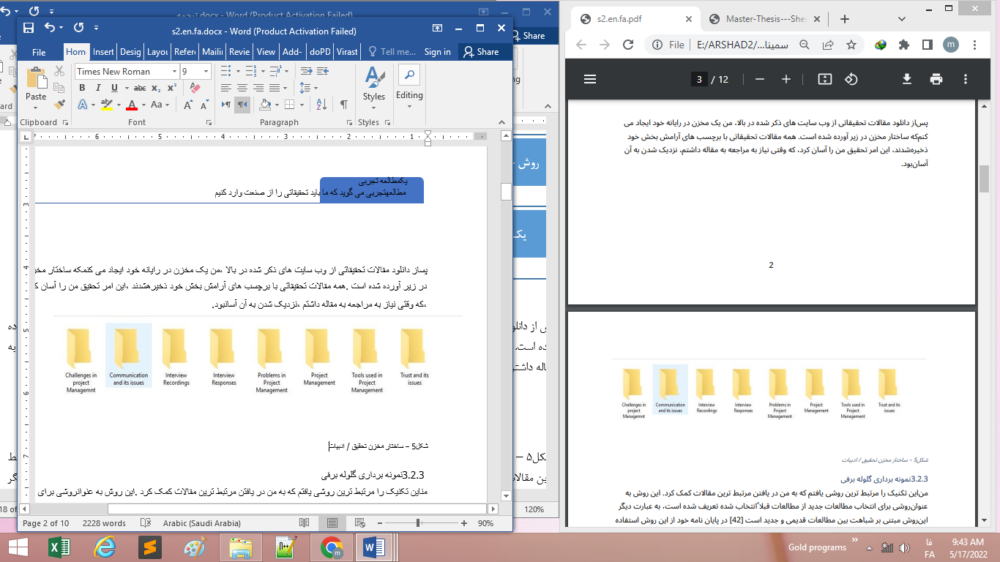 ترجمه.docx - Word (Product Activation Failed)
s2.en.fa.docx - Word (Product Activation Failed)
Share
File
Hom
Insert
Desig
Layou
Refere
Mailin
Revie
View
Add-
doPD
Virast
Tell me...
Sign in
Share
Times New Roman
9
Paste
B I U abc x₂ x²
Aa
Styles
Editing
Clipboard
Font
Paragraph
Styles
7 6 5 4 3 2 1
روش
یک
یکمطالعه تجربی
مطالعهتجربی می گوید که ما باید تحقیقاتی را از صنعت وارد کنیم
پساز دانلود مقالات تحقیقاتی از وب سایت های ذکر شده در بالا ،من یک مخزن در رایانه خود ایجاد می کنمکه ساختار
در زیر آورده شده است .همه مقالات تحقیقاتی با برچسب های آرامش بخش خود ذخیرهشدند ،این امر تحقیق من را آسان
،که وقتی نیاز به مراجعه به مقاله داشتم ،نزدیک شدن به آن آسانبود.
Challenges in project Managemnt
Communication and its issues
Interview Recordings
Interview Responses
Problems in Project Management
Project Management
Tools used in Project Management
Trust and its issues
شکل5 – ساختار مخزن تحقیق / ادبیات
3.2.3نمونه برداری گلوله برفی
مناین تکنیک را مرتبط ترین روشی یافتم که به من در یافتن مرتبط ترین مقالات کمک کرد .این روش به عنوانروشی برای
Page 2 of 10
2228 words
Arabic (Saudi Arabia)
90%
120%
s2.en.fa.pdf
Master-Thesis---She
File
E:/ARSHAD2/...سمینا
m
3 / 12
پس‌از دانلود مقالات تحقیقاتی از وب سایت های ذکر شده در بالا، من یک مخزن در رایانه خود ایجاد می
کنم‌که ساختار مخزن در زیر آورده شده است. همه مقالات تحقیقاتی با برچسب های آرامش بخش خود
ذخیره‌شدند، این امر تحقیق من را آسان کرد، که وقتی نیاز به مراجعه به مقاله داشتم، نزدیک شدن به آن
آسان‌بود.
2
Challenges in project Managemnt
Communication and its issues
Interview Recordings
Interview Responses
Problems in Project Management
Project Management
Tools used in Project Management
Trust and its issues
شکل5 – ساختار مخزن تحقیق / ادبیات
3.2.3نمونه برداری گلوله برفی
من‌این تکنیک را مرتبط ترین روشی یافتم که به من در یافتن مرتبط ترین مقالات کمک کرد. این روش به
عنوان‌روشی برای انتخاب مطالعات جدید از مطالعات قبلاً انتخاب شده تعریف شده است، به عبارت دیگر
این‌روش مبتنی بر شباهت بین مطالعات قدیمی و جدید است [42] در پایان نامه خود از این روش استفاده
Gold programs
فا
FA
9:43 AM
5/17/2022